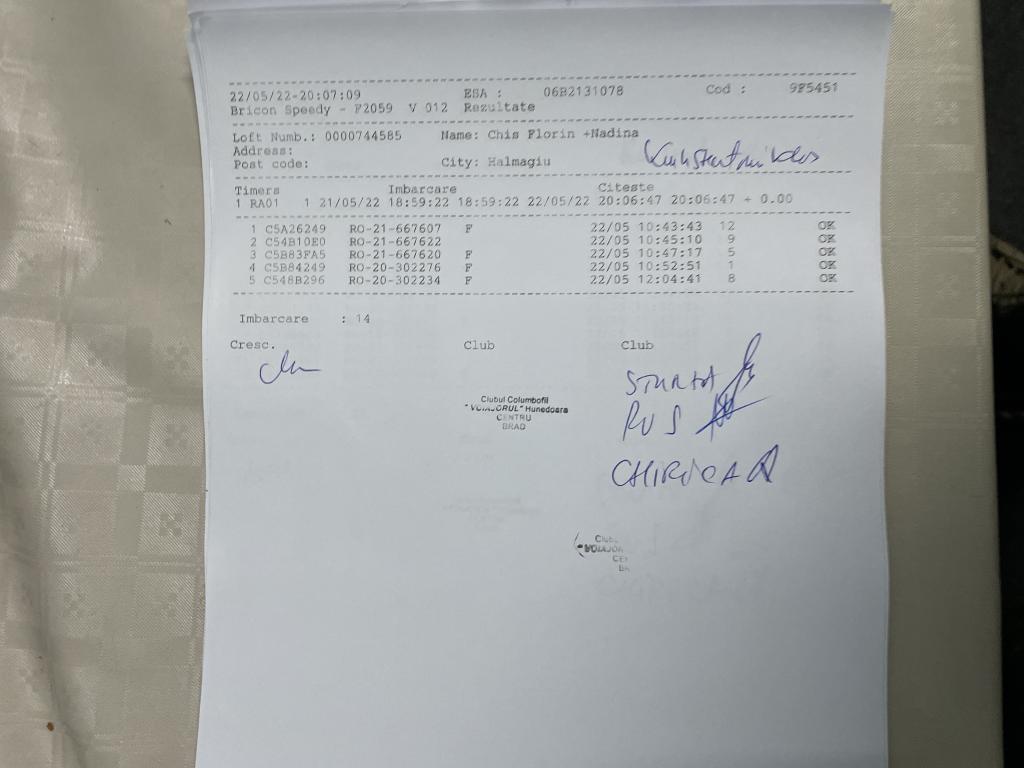 22/05/22-20:07:09 ESA : 06B2131078 Cod : 9F5451
Bricon Speedy - F2059 V 012 Rezultate
Loft Numb.: 0000744585 Name: Chis Florin +Nadina
Address:
Post code: City: Halmagiu
Timers Imbarcare Citeste
1 RA01 1 21/05/22 18:59:22 18:59:22 22/05/22 20:06:47 20:06:47 + 0.00
1 C5A26249 RO-21-667607 F 22/05 10:43:43 12 OK
2 C54B10E0 RO-21-667622 22/05 10:45:10 9 OK
3 C5B83FA5 RO-21-667620 F 22/05 10:47:17 5 OK
4 C5B84249 RO-20-302276 F 22/05 10:52:51 1 OK
5 C548B296 RO-20-302234 F 22/05 12:04:41 8 OK
Imbarcare : 14
Cresc. Club Club
Clubul Columbofil
"VOIAJORUL" Hunedoara
CENTRU
BRAD
RUS